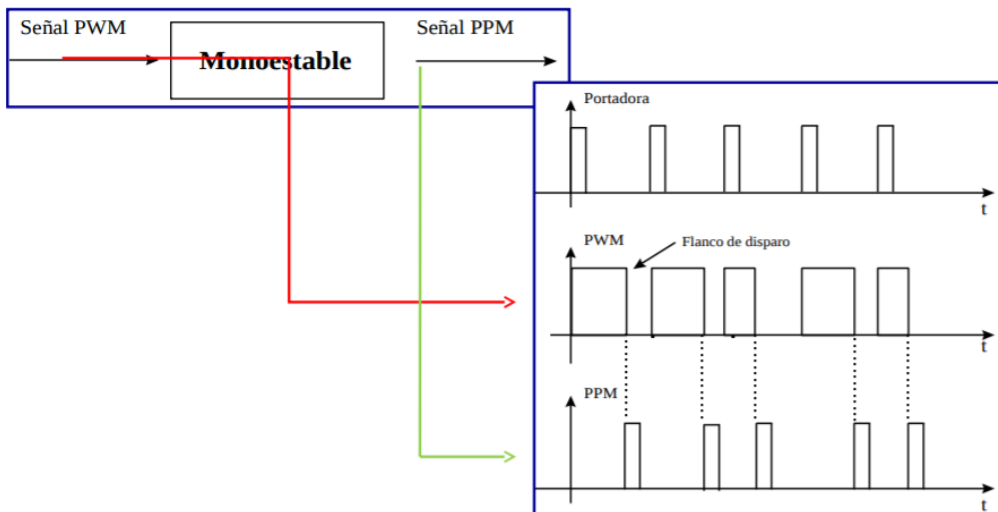 Señal PWM
Monoestable
Señal PPM
Portadora
t
PWM
Flanco de disparo
t
PPM
t